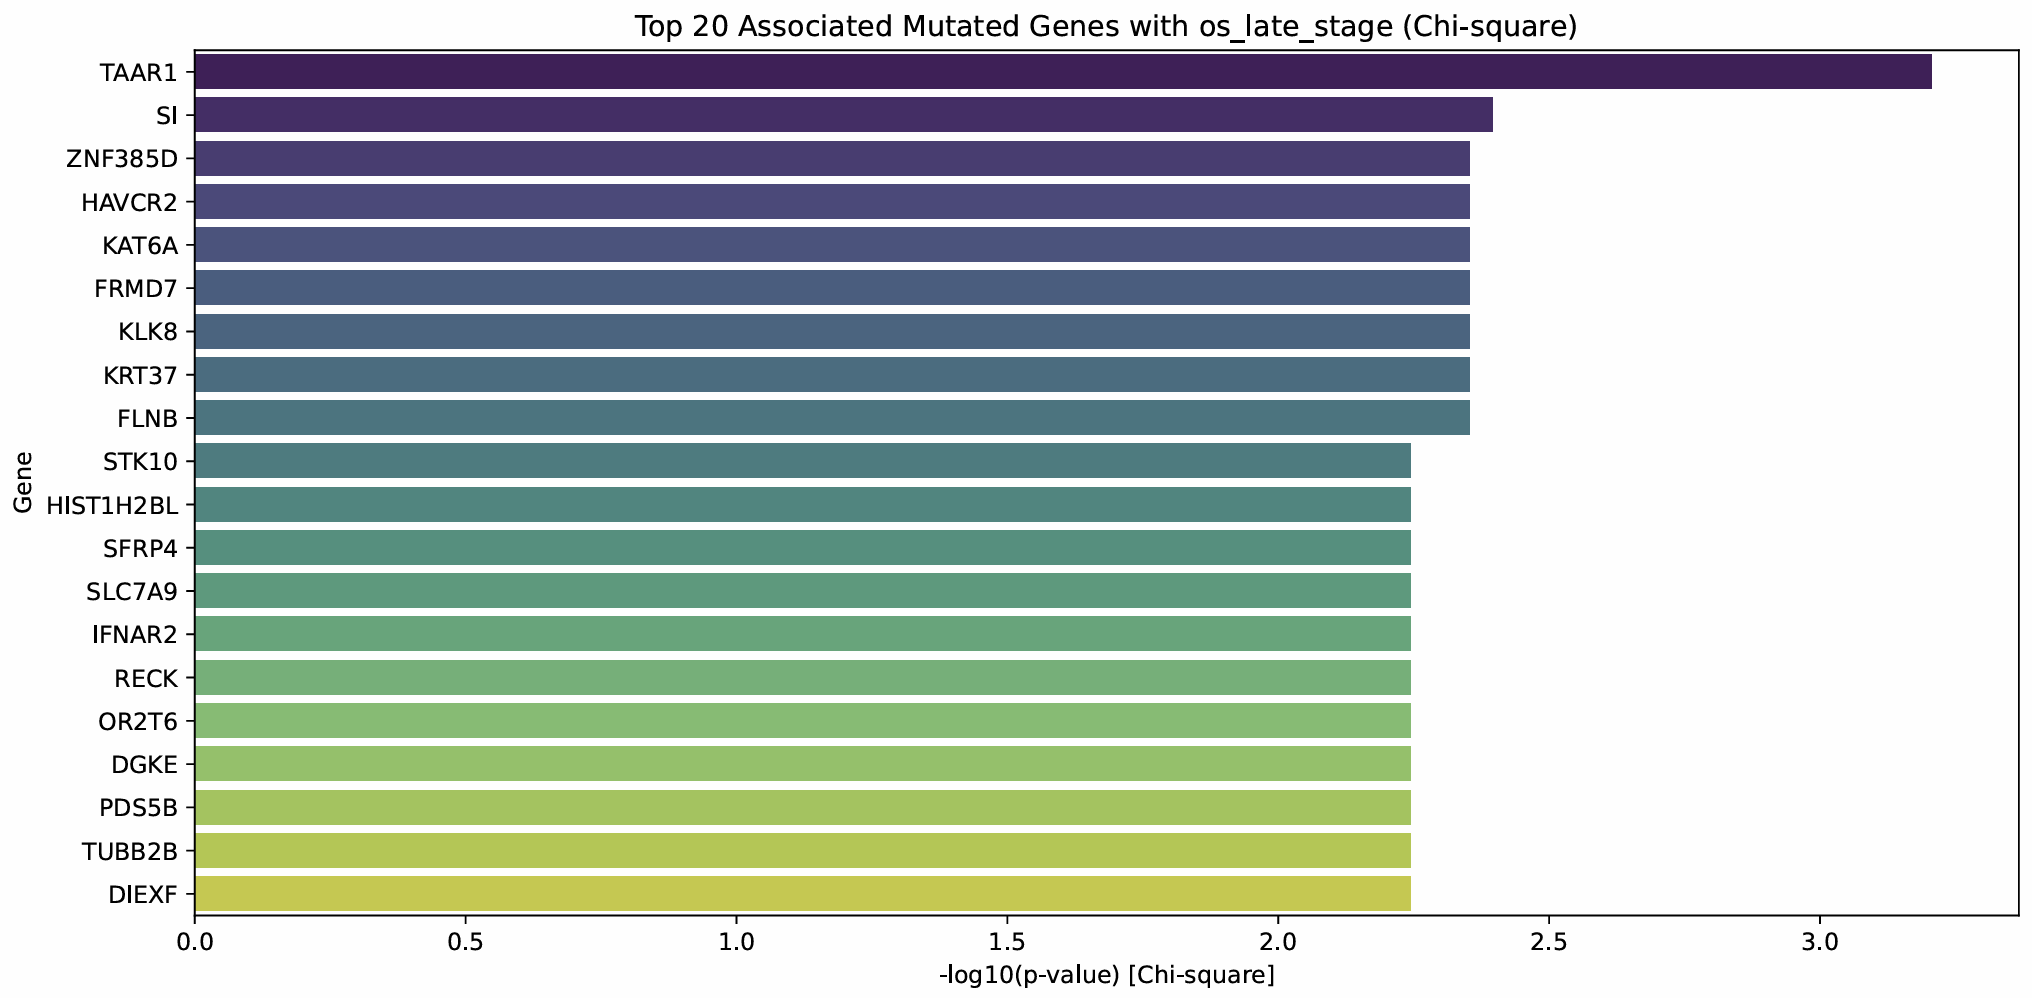 Top 20 Associated Mutated Genes with os_late_stage (Chi-square)
Gene
TAAR1
SI
ZNF385D
HAVCR2
KAT6A
FRMD7
KLK8
KRT37
FLNB
STK10
HIST1H2BL
SFRP4
SLC7A9
IFNAR2
RECK
OR2T6
DGKE
PDS5B
TUBB2B
DIEXF
0.0 0.5 1.0 1.5 2.0 2.5 3.0
-log10(p-value) [Chi-square]